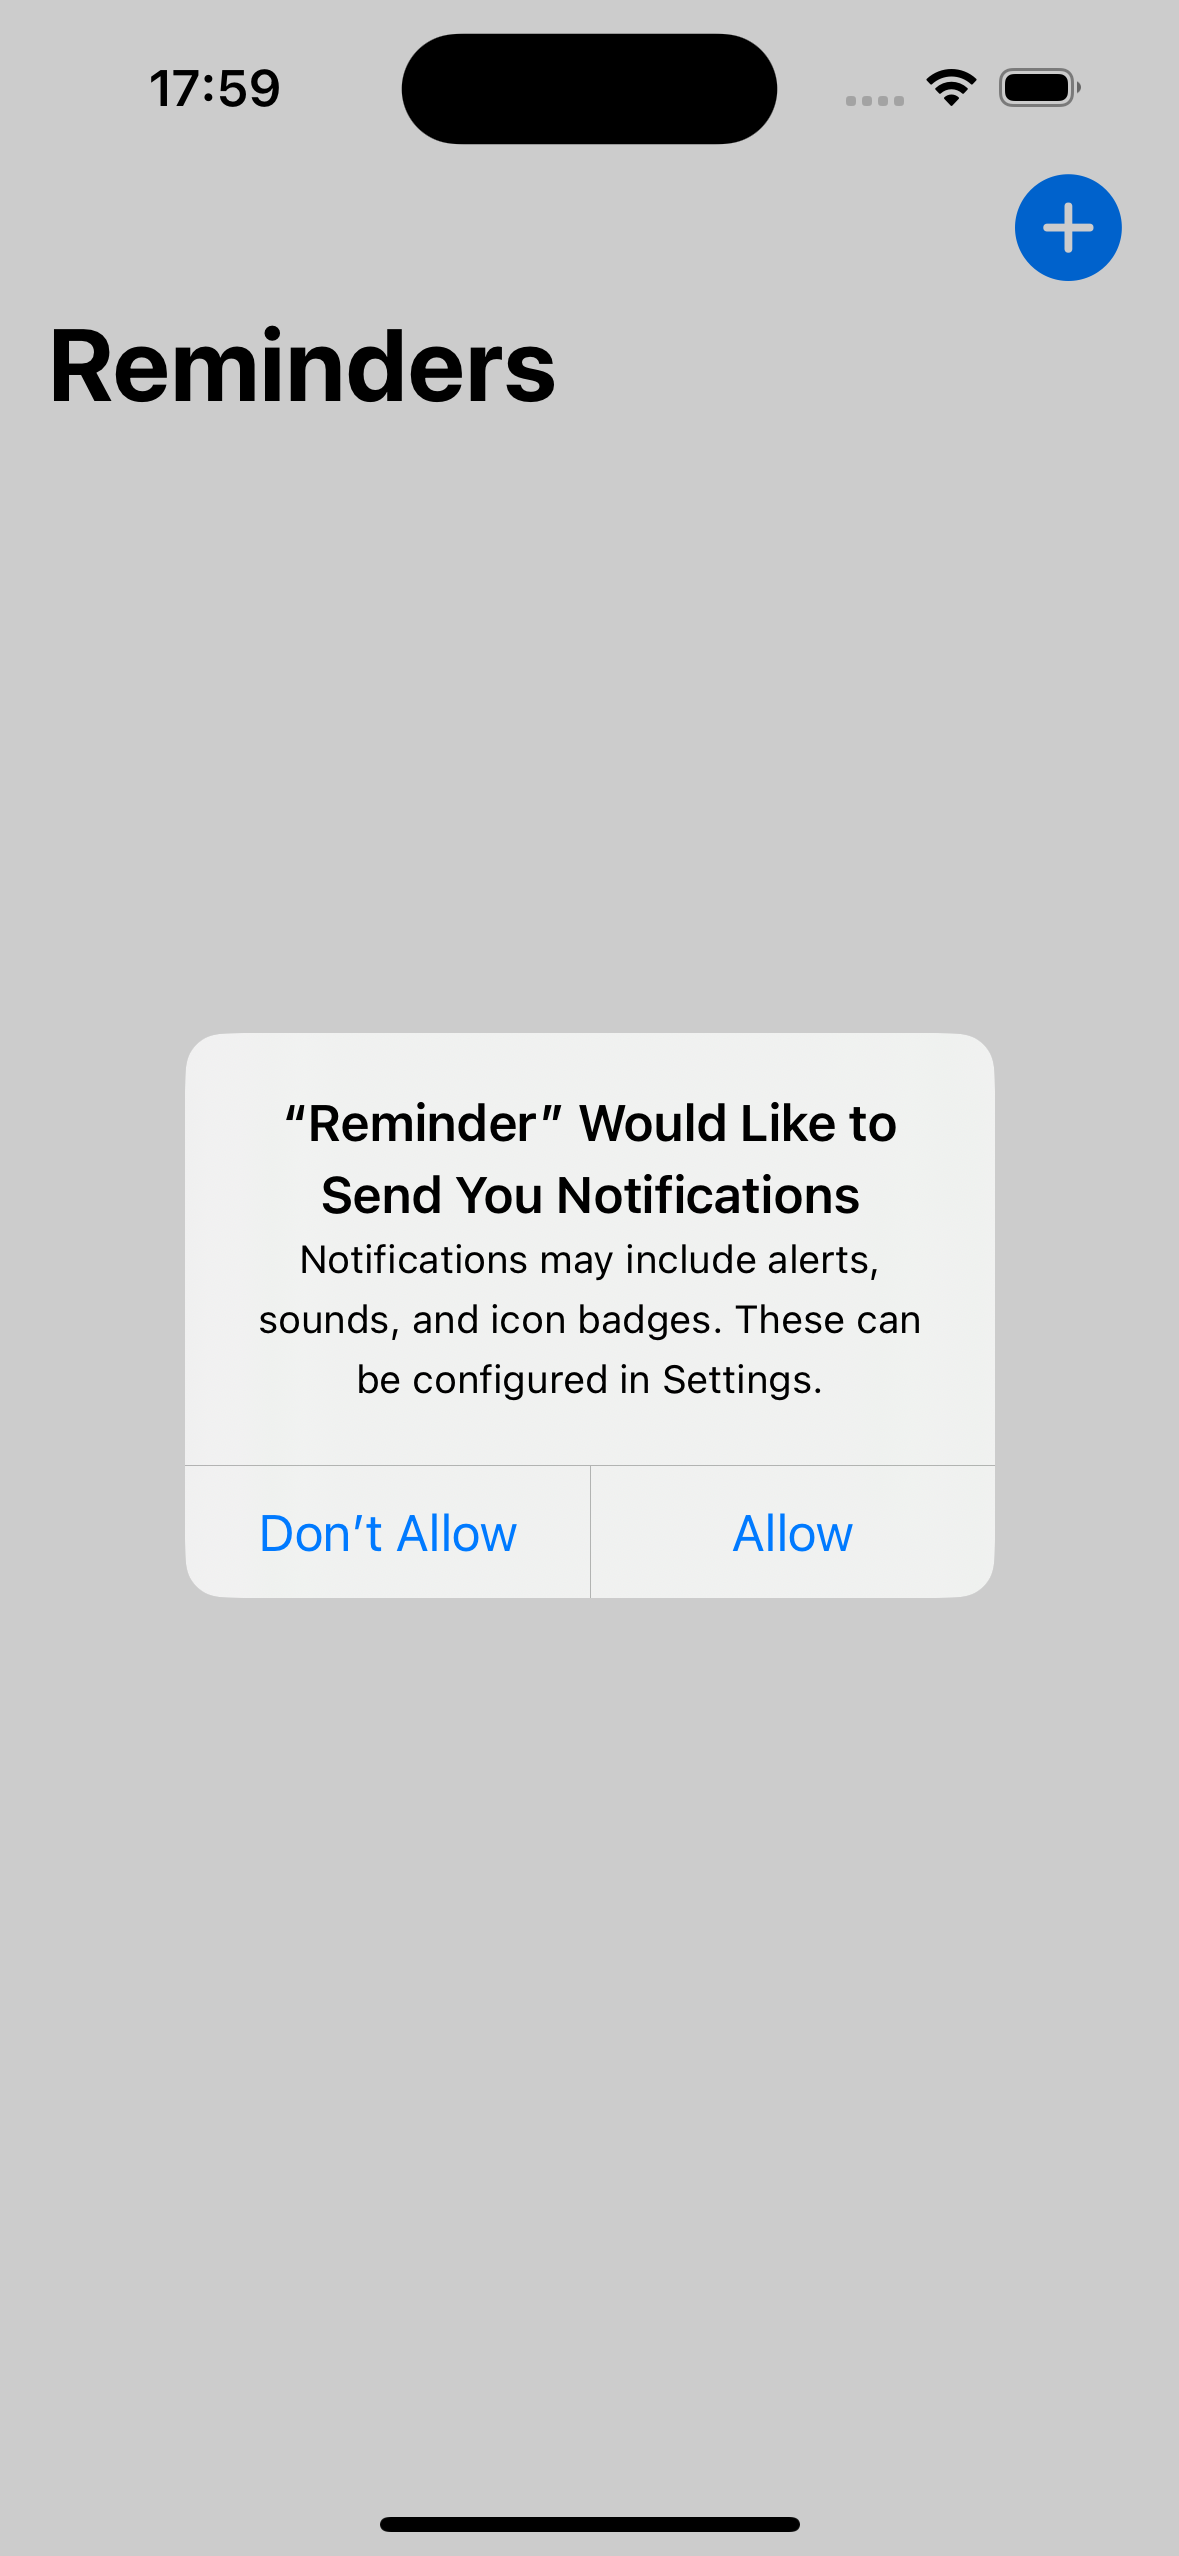 17:59
Reminders
“Reminder” Would Like to
Send You Notifications
Notifications may include alerts,
sounds, and icon badges. These can
be configured in Settings.
Don’t Allow
Allow